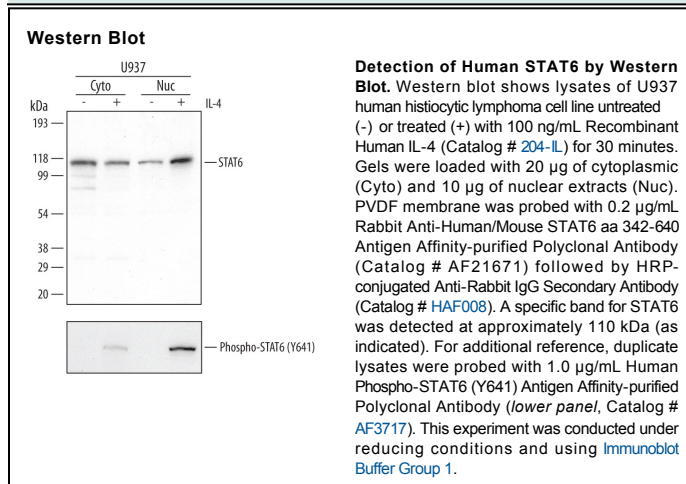 Western Blot
U937
Cyto Nuc
kDa - + - + IL-4
193
118 STAT6
99
54
38
29
20
Phospho-STAT6 (Y641)
Detection of Human STAT6 by Western
Blot. Western blot shows lysates of U937
human histiocytic lymphoma cell line untreated
(-) or treated (+) with 100 ng/mL Recombinant
Human IL-4 (Catalog # 204-IL) for 30 minutes.
Gels were loaded with 20 µg of cytoplasmic
(Cyto) and 10 µg of nuclear extracts (Nuc).
PVDF membrane was probed with 0.2 µg/mL
Rabbit Anti-Human/Mouse STAT6 aa 342-640
Antigen Affinity-purified Polyclonal Antibody
(Catalog # AF21671) followed by HRP-
conjugated Anti-Rabbit IgG Secondary Antibody
(Catalog # HAF008). A specific band for STAT6
was detected at approximately 110 kDa (as
indicated). For additional reference, duplicate
lysates were probed with 1.0 µg/mL Human
Phospho-STAT6 (Y641) Antigen Affinity-purified
Polyclonal Antibody (lower panel, Catalog #
AF3717). This experiment was conducted under
reducing conditions and using Immunoblot
Buffer Group 1.